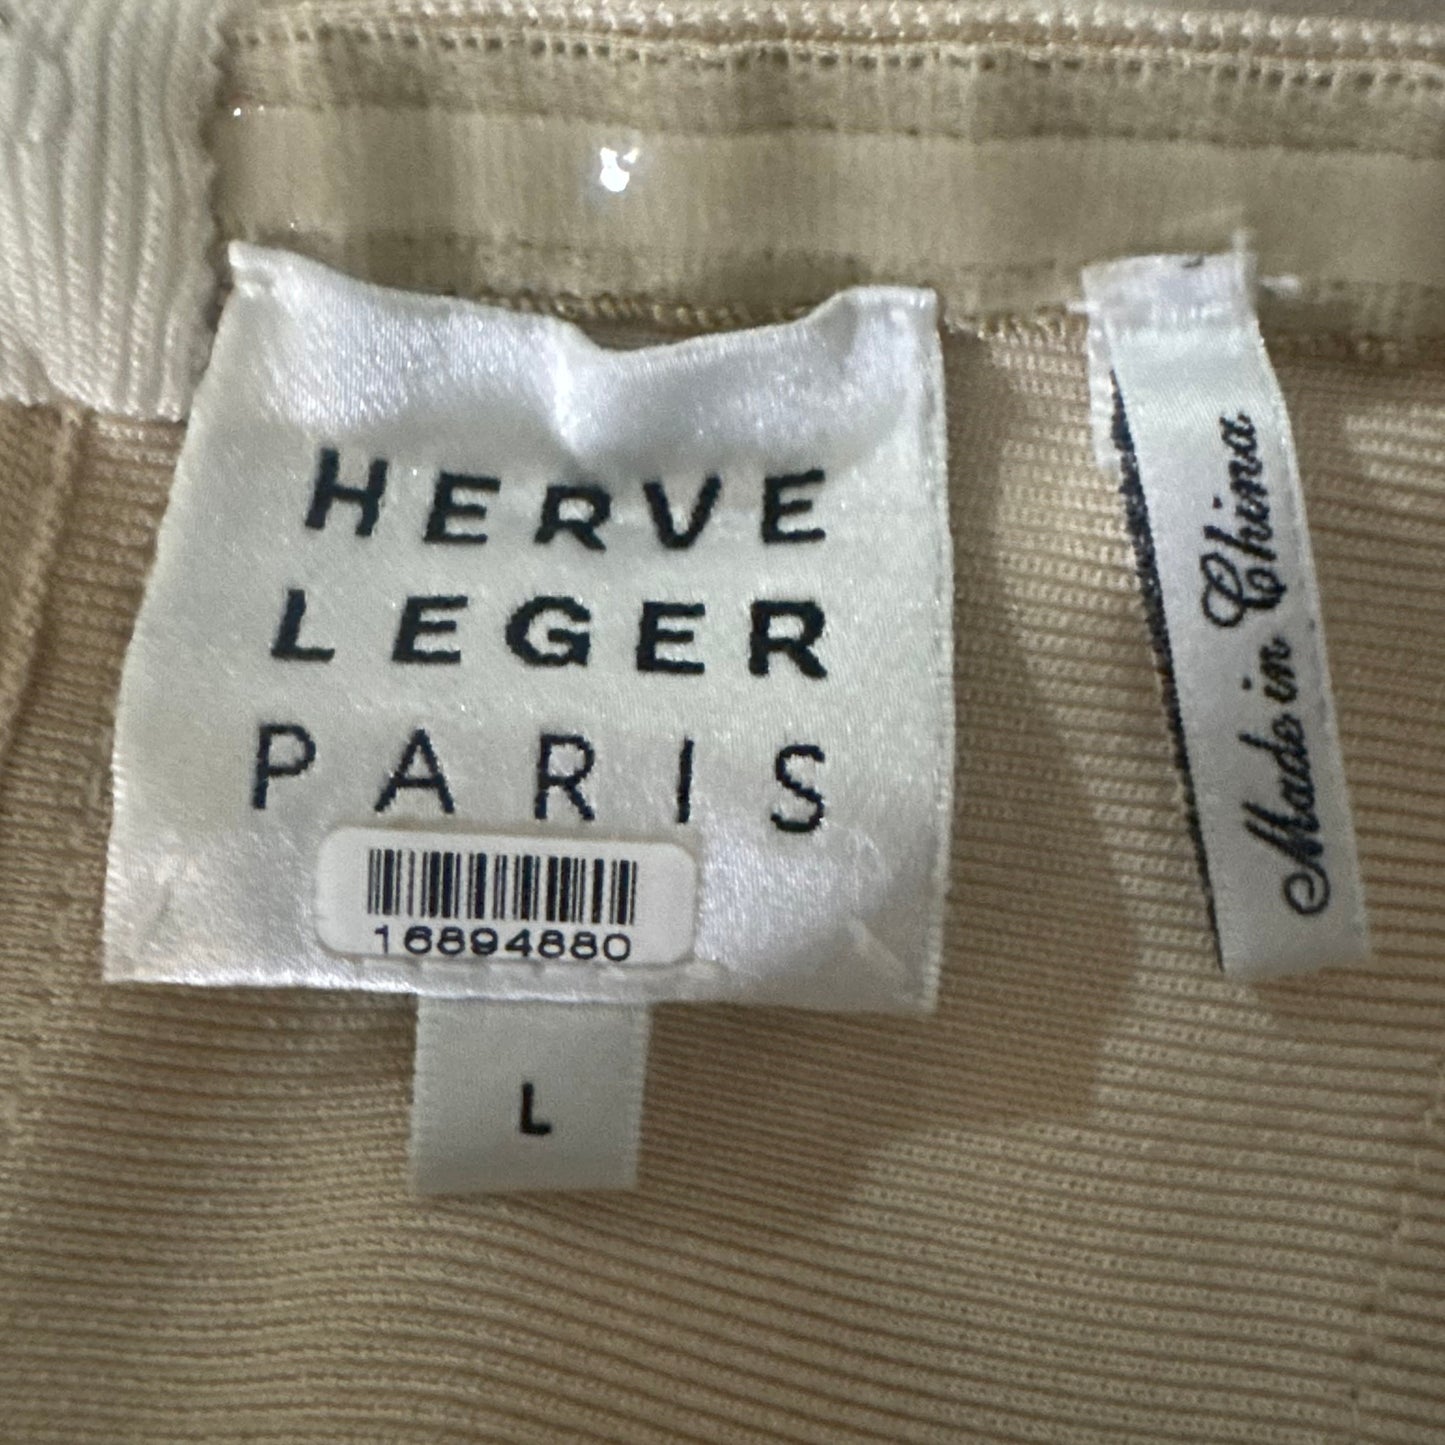 HERVE
LEGER
PARIS
16894880
L
Made in China